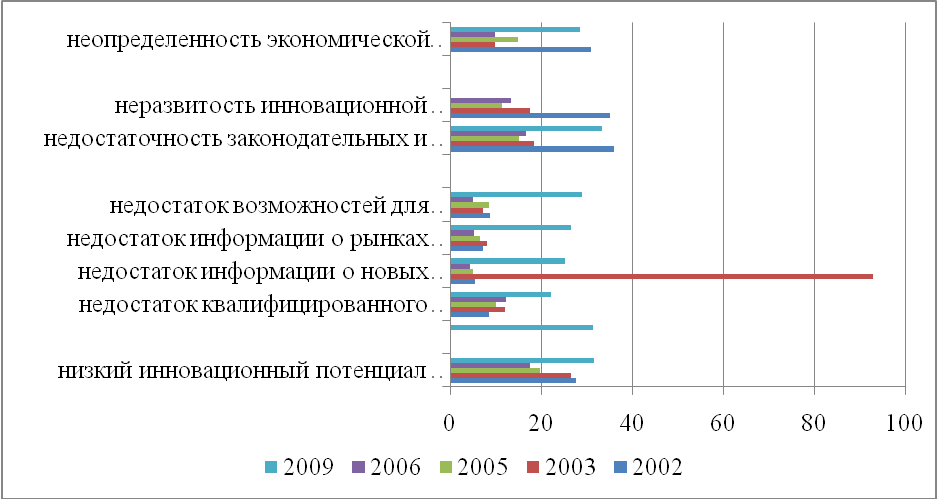 неопределенность экономической ..
неразвитость инновационной ..
недостаточность законодательных и ..
недостаток возможностей для ..
недостаток информации о рынках ..
недостаток информации о новых ..
недостаток квалифицированного ..
низкий инновационный потенциал ..
0 20 40 60 80 100
2009 2006 2005 2003 2002